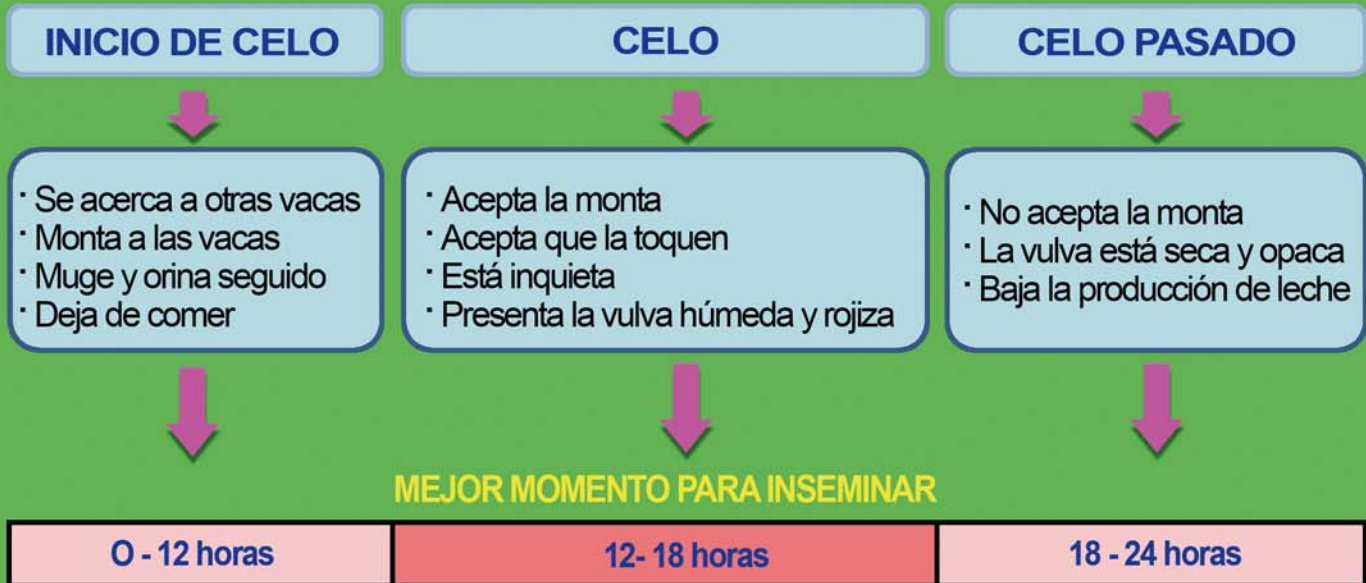 INICIO DE CELO
· Se acerca a otras vacas
· Monta a las vacas
· Muge y orina seguido
· Deja de comer
CELO
· Acepta la monta
· Acepta que la toquen
· Está inquieta
· Presenta la vulva húmeda y rojiza
CELO PASADO
· No acepta la monta
· La vulva está seca y opaca
· Baja la producción de leche
MEJOR MOMENTO PARA INSEMINAR
O - 12 horas
12- 18 horas
18 - 24 horas